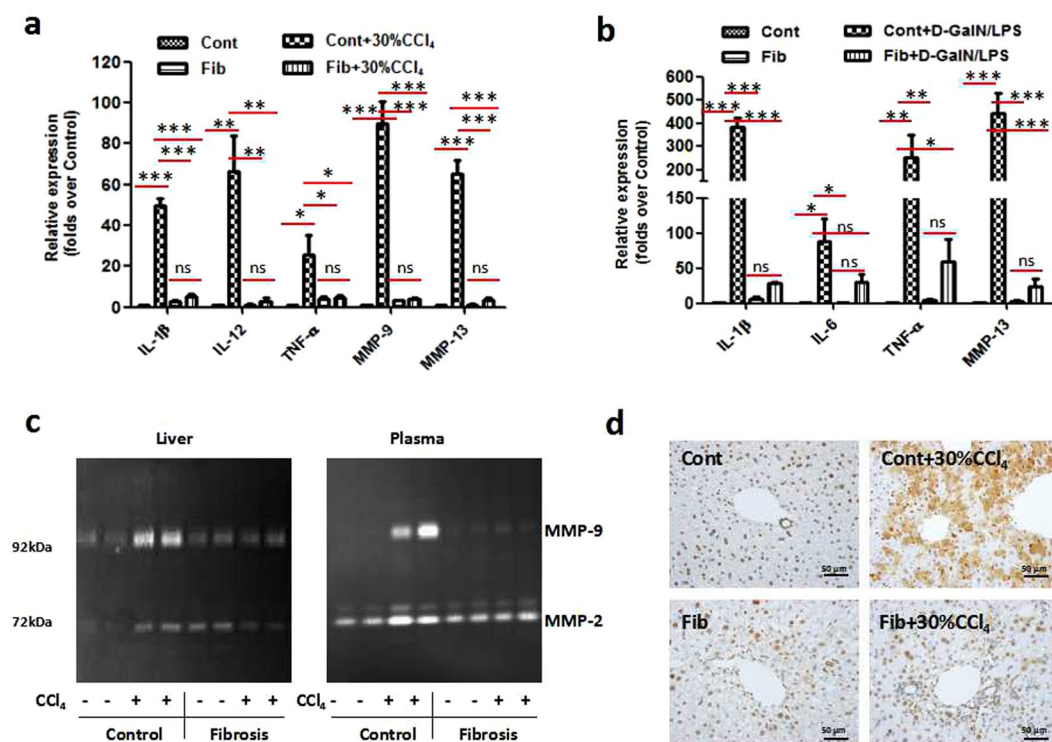 a
Cont
Cont+30%CCl₄
Fib
Fib+30%CCl₄
Relative expression
(folds over Control)
120
100
80
60
40
20
0
***
***
***
**
**
**
*
*
*
***
***
***
***
***
***
ns
ns
ns
ns
ns
IL-1β
IL-12
TNF-α
MMP-9
MMP-13
b
Cont
Cont+D-GalN/LPS
Fib
Fib+D-GalN/LPS
Relative expression
(folds over Control)
600
500
400
300
200
150
100
50
0
***
***
***
*
*
ns
**
**
*
***
***
***
ns
ns
ns
ns
IL-1β
IL-6
TNF-α
MMP-13
c
Liver
Plasma
92kDa
72kDa
MMP-9
MMP-2
CCl₄ - - + + - - + +
Control Fibrosis
CCl₄ - - + + - - + +
Control Fibrosis
d
Cont
50 µm
Cont+30%CCl₄
50 µm
Fib
50 µm
Fib+30%CCl₄
50 µm